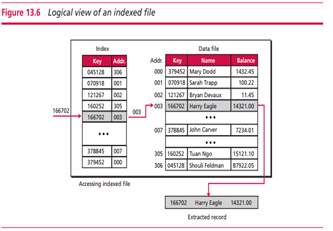 Figure 13.6 Logical view of an indexed file
Index
Data file
Key Addr.
Addr. Key Name Balance
045128 306
000 379452 Mary Dodd 1432.45
070918 001
001 070918 Sarah Trapp 100.22
121267 002
002 121267 Bryan Devaux 11.45
160252 305
166702 003 003 166702 Harry Eagle 14321.00
166702 003
• • •
• • •
007 378845 John Carver 7234.01
• • •
378845 007
305 160252 Tuan Ngo 15121.10
379452 000
306 045128 Shouli Feldman 87922.05
Accessing indexed file
166702 Harry Eagle 14321.00
Extracted record